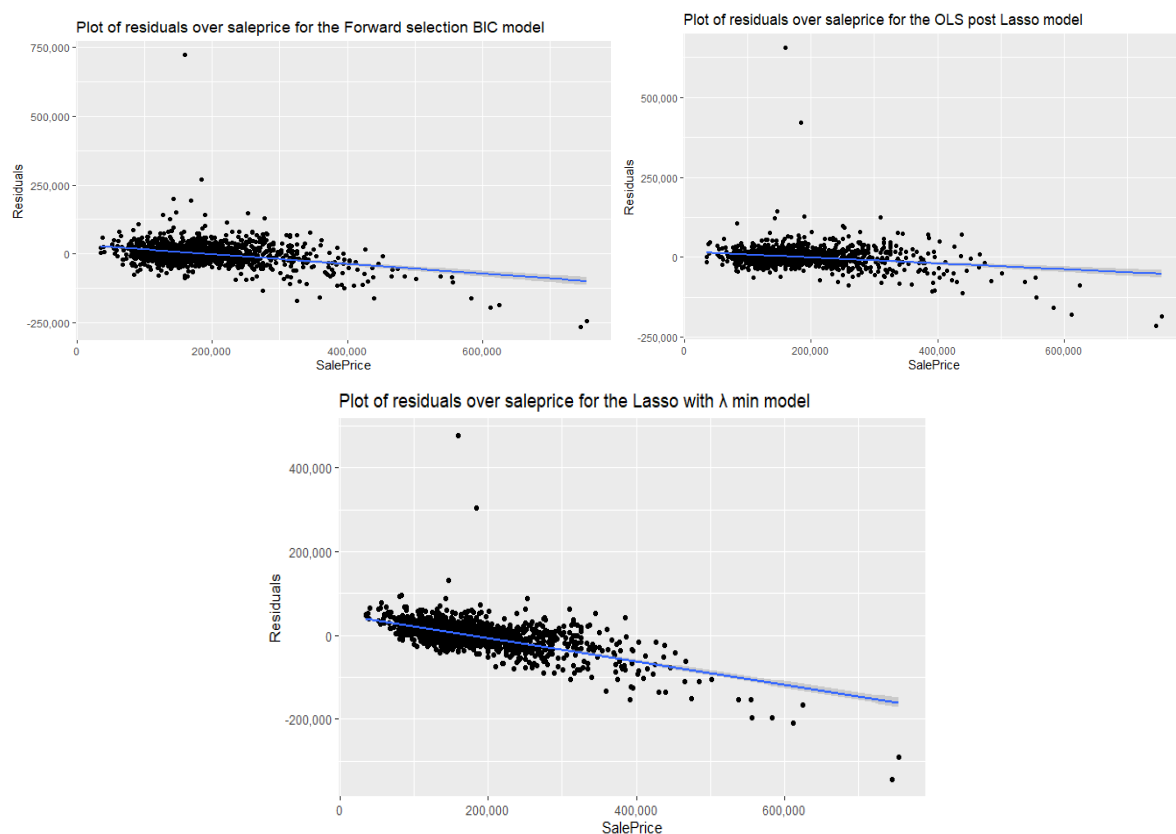 Plot of residuals over saleprice for the Forward selection BIC model
750,000
500,000
250,000
0
-250,000
Residuals
0
200,000
400,000
600,000
SalePrice
Plot of residuals over saleprice for the OLS post Lasso model
500,000
250,000
0
-250,000
Residuals
0
200,000
400,000
600,000
SalePrice
Plot of residuals over saleprice for the Lasso with λ min model
400,000
200,000
0
-200,000
Residuals
0
200,000
400,000
600,000
SalePrice